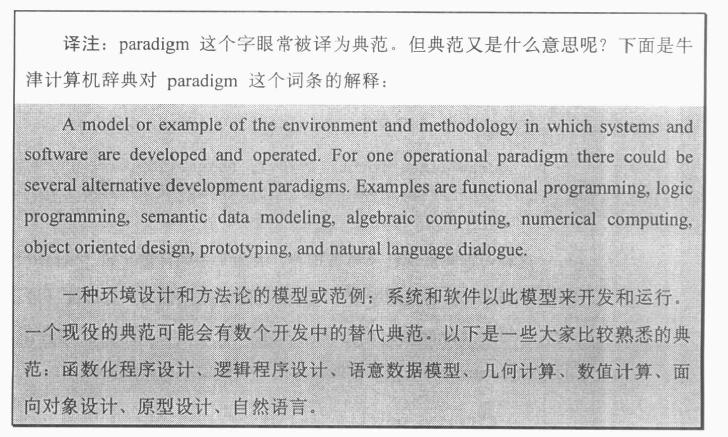 译注：paradigm 这个字眼常被译为典范。但典范又是什么意思呢？下面是牛
津计算机辞典对 paradigm 这个词条的解释：
A model or example of the environment and methodology in which systems and
software are developed and operated. For one operational paradigm there could be
several alternative development paradigms. Examples are functional programming, logic
programming, semantic data modeling, algebraic computing, numerical computing,
object oriented design, prototyping, and natural language dialogue.
一种环境设计和方法论的模型或范例；系统和软件以此模型来开发和运行。
一个现役的典范可能会有数个开发中的替代典范。以下是一些大家比较熟悉的典
范：函数化程序设计、逻辑程序设计、语意数据模型、几何计算、数值计算、面
向对象设计、原型设计、自然语言。